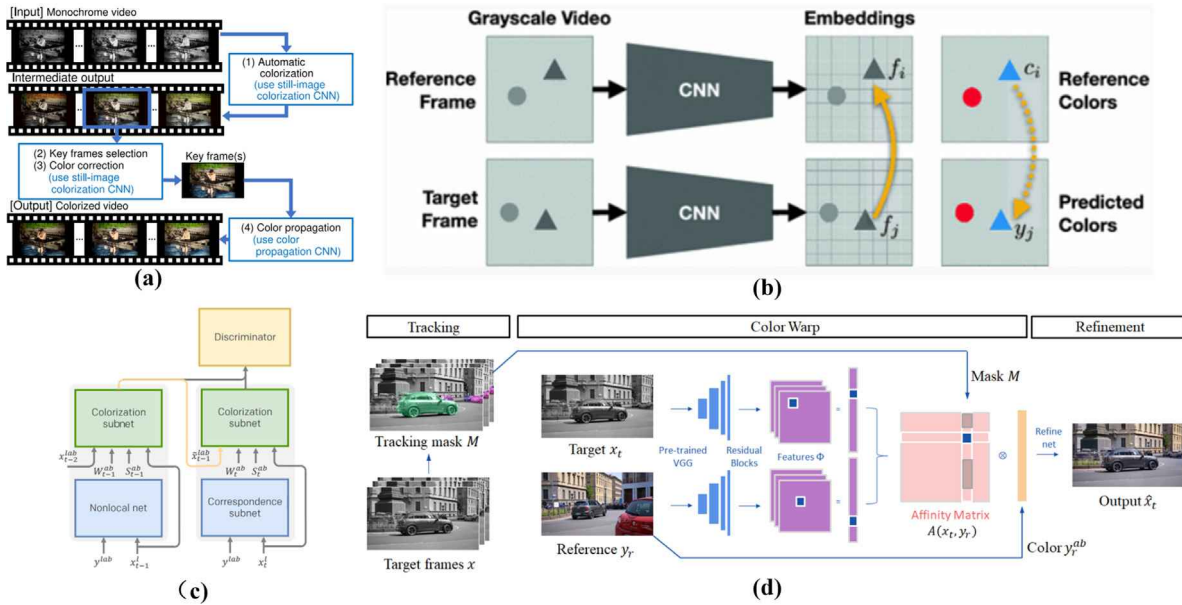 [Input] Monochrome video
(1) Automatic
colorization
(use still-image
colorization CNN)
Intermediate output
(2) Key frames selection
(3) Color correction
(use still-image
colorization CNN)
Key frame(s)
[Output] Colorized video
(4) Color propagation
(use color
propagation CNN)
(a)
Grayscale Video
Embeddings
Reference
Frame
CNN
f_i
c_i
Reference
Colors
Target
Frame
CNN
f_j
y_j
Predicted
Colors
(b)
Discriminator
Colorization
subnet
Colorization
subnet
x_{t-2}^{lab}
W_{t-1}^{ab}
S_{t-1}^{ab}
x̂_{t-1}^{lab}
W_t^{ab}
S_t^{ab}
Nonlocal net
Correspondence
subnet
y^{lab}
x_{t-1}^l
y^{lab}
x_t^l
(c)
Tracking
Color Warp
Refinement
Tracking mask M
Target frames x
Target x_t
Reference y_r
Pre-trained
VGG
Residual
Blocks
Features Φ
=
=
Mask M
Affinity Matrix
A(x_t, y_r)
⊗
Color y_r^{ab}
Refine
net
Output x̂_t
(d)